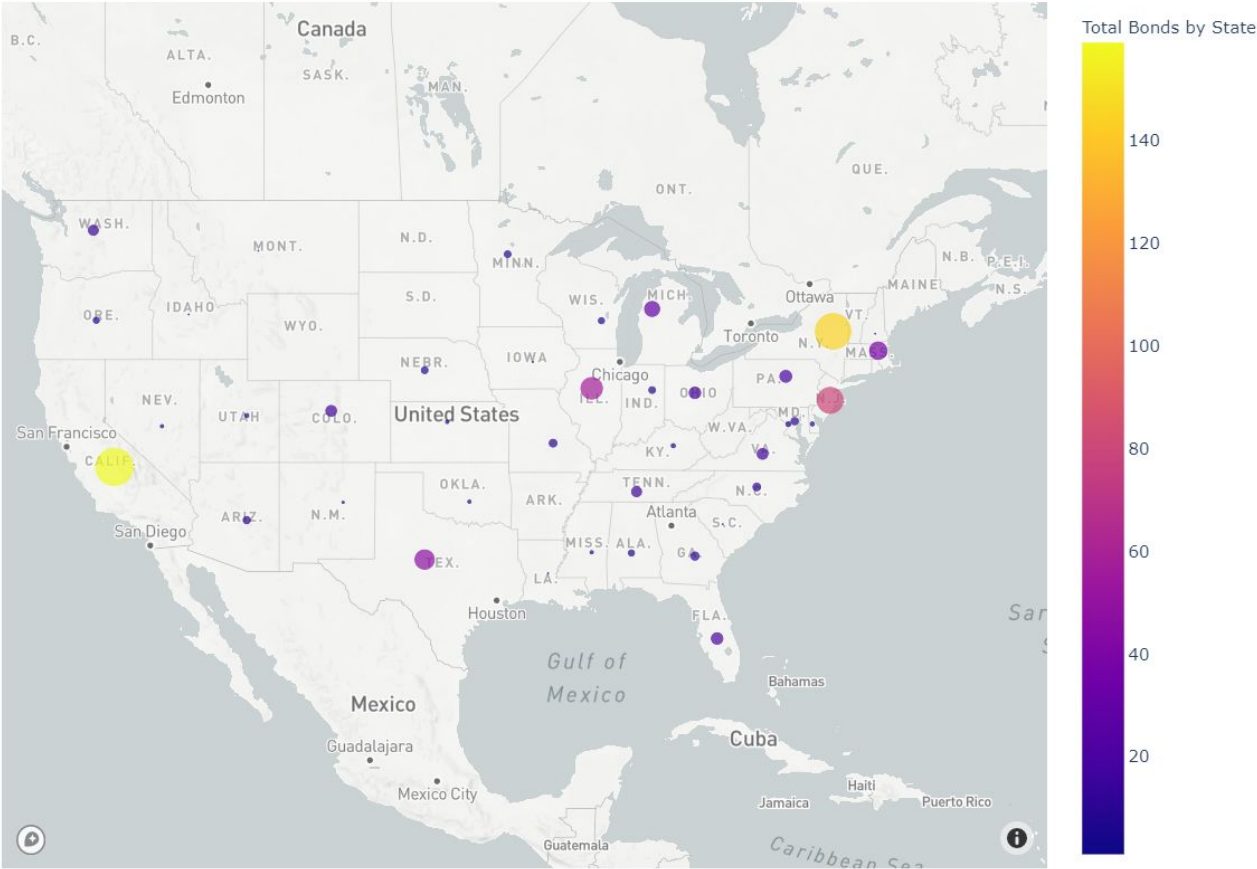 Total Bonds by State
140
120
100
80
60
40
20
Canada
B.C.
ALTA.
SASK.
MAN.
Edmonton
QUE.
ONT.
WASH.
MONT.
N.D.
MINN.
N.B.
P.E.I.
MAINE
N.S.
Ottawa
ORE.
IDAHO
S.D.
WIS.
MICH.
VT.
WYO.
Toronto
N.Y.
MASS.
NEBR.
IOWA
Chicago
PA.
NEV.
UTAH
COLO.
United States
ILL.
IND.
OHIO
N.J.
MD.
W.VA.
San Francisco
CALIF.
KY.
VA.
OKLA.
TENN.
N.C.
ARIZ.
N.M.
ARK.
Atlanta
S.C.
San Diego
MISS.
ALA.
GA.
TEX.
LA.
Houston
FLA.
Sar
Gulf of
Mexico
Bahamas
Mexico
Cuba
Guadalajara
Mexico City
Haiti
Jamaica
Puerto Rico
Guatemala
Caribbean Sea